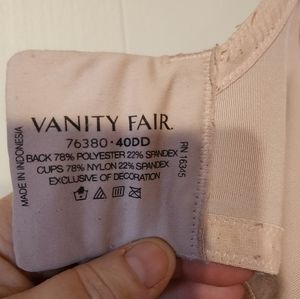 VANITY FAIR.
76380 · 40DD
BACK 78% POLYESTER 22% SPANDEX
CUPS 78% NYLON 22% SPANDEX
EXCLUSIVE OF DECORATION
MADE IN INDONESIA
RN 16345